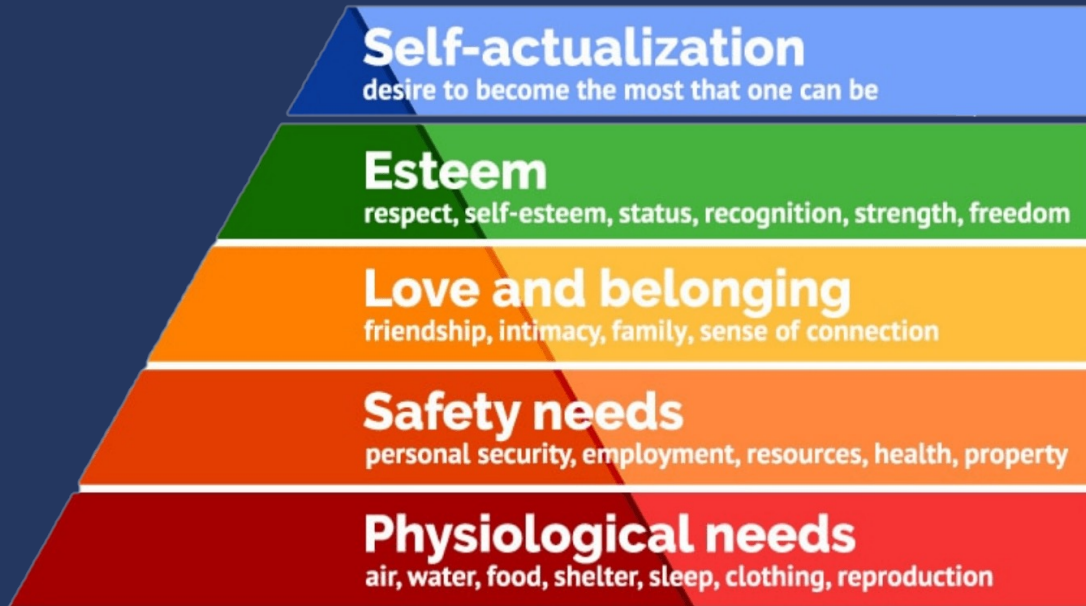 Self-actualization
desire to become the most that one can be
Esteem
respect, self-esteem, status, recognition, strength, freedom
Love and belonging
friendship, intimacy, family, sense of connection
Safety needs
personal security, employment, resources, health, property
Physiological needs
air, water, food, shelter, sleep, clothing, reproduction